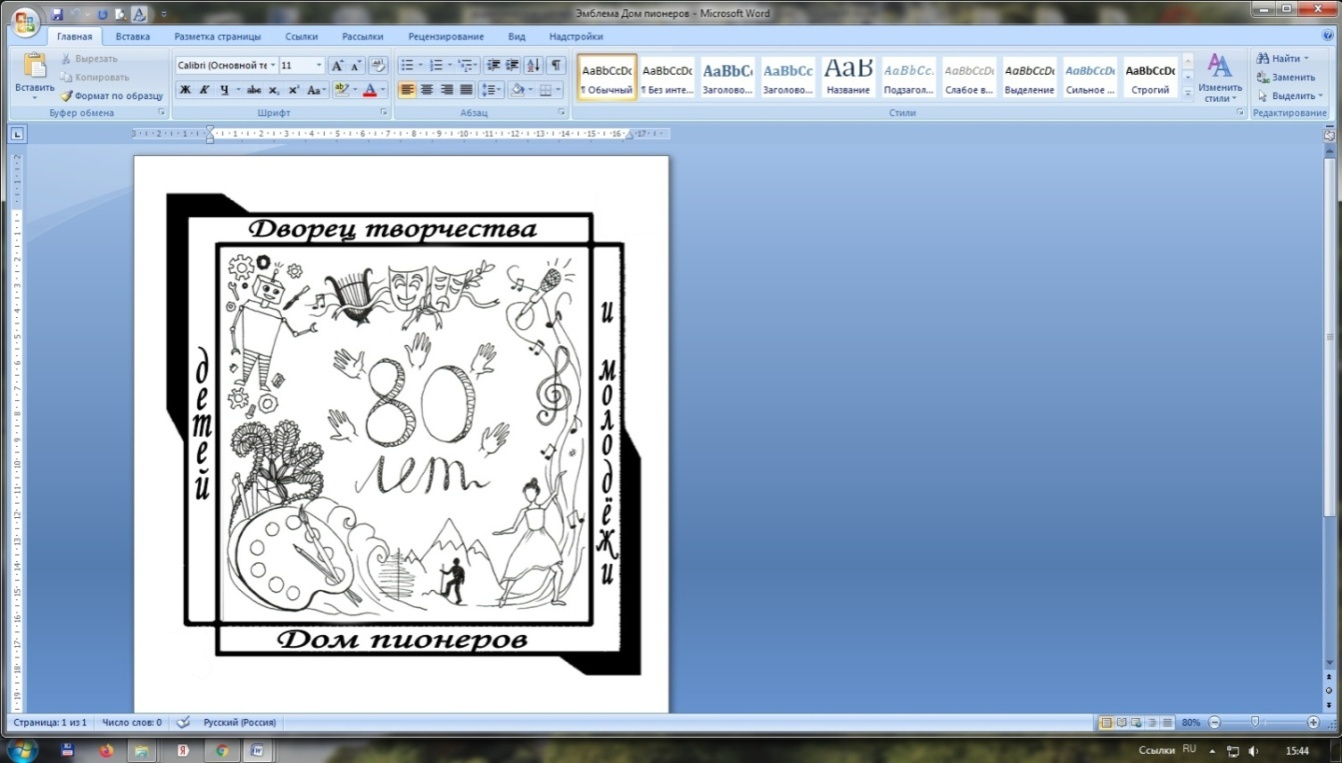 Эмблема Дом пионеров - Microsoft Word
Главная Вставка Разметка страницы Ссылки Рассылки Рецензирование Вид Надстройки
Вставить
Вырезать
Копировать
Формат по образцу
Буфер обмена
Calibri (Основной те 11
Ж К Ч abc x₂ x² Aa
Шрифт
Абзац
AaBbCcDc AaBbCcDc AaBbC AaBbCc AaB AaBbCc. AaBbCcDc AaBbCcDc AaBbCcDc AaBbCcDc
¶ Обычный ¶ Без инте... Заголово... Заголово... Название Подзагол... Слабое в... Выделение Сильное ... Строгий
Стили
Изменить стили
Найти
Заменить
Выделить
Редактирование
Дворец творчества
детей
и молодёжи
80
лет
Дом пионеров
Страница: 1 из 1 Число слов: 0 Русский (Россия) 80%
Ссылки RU 15:44